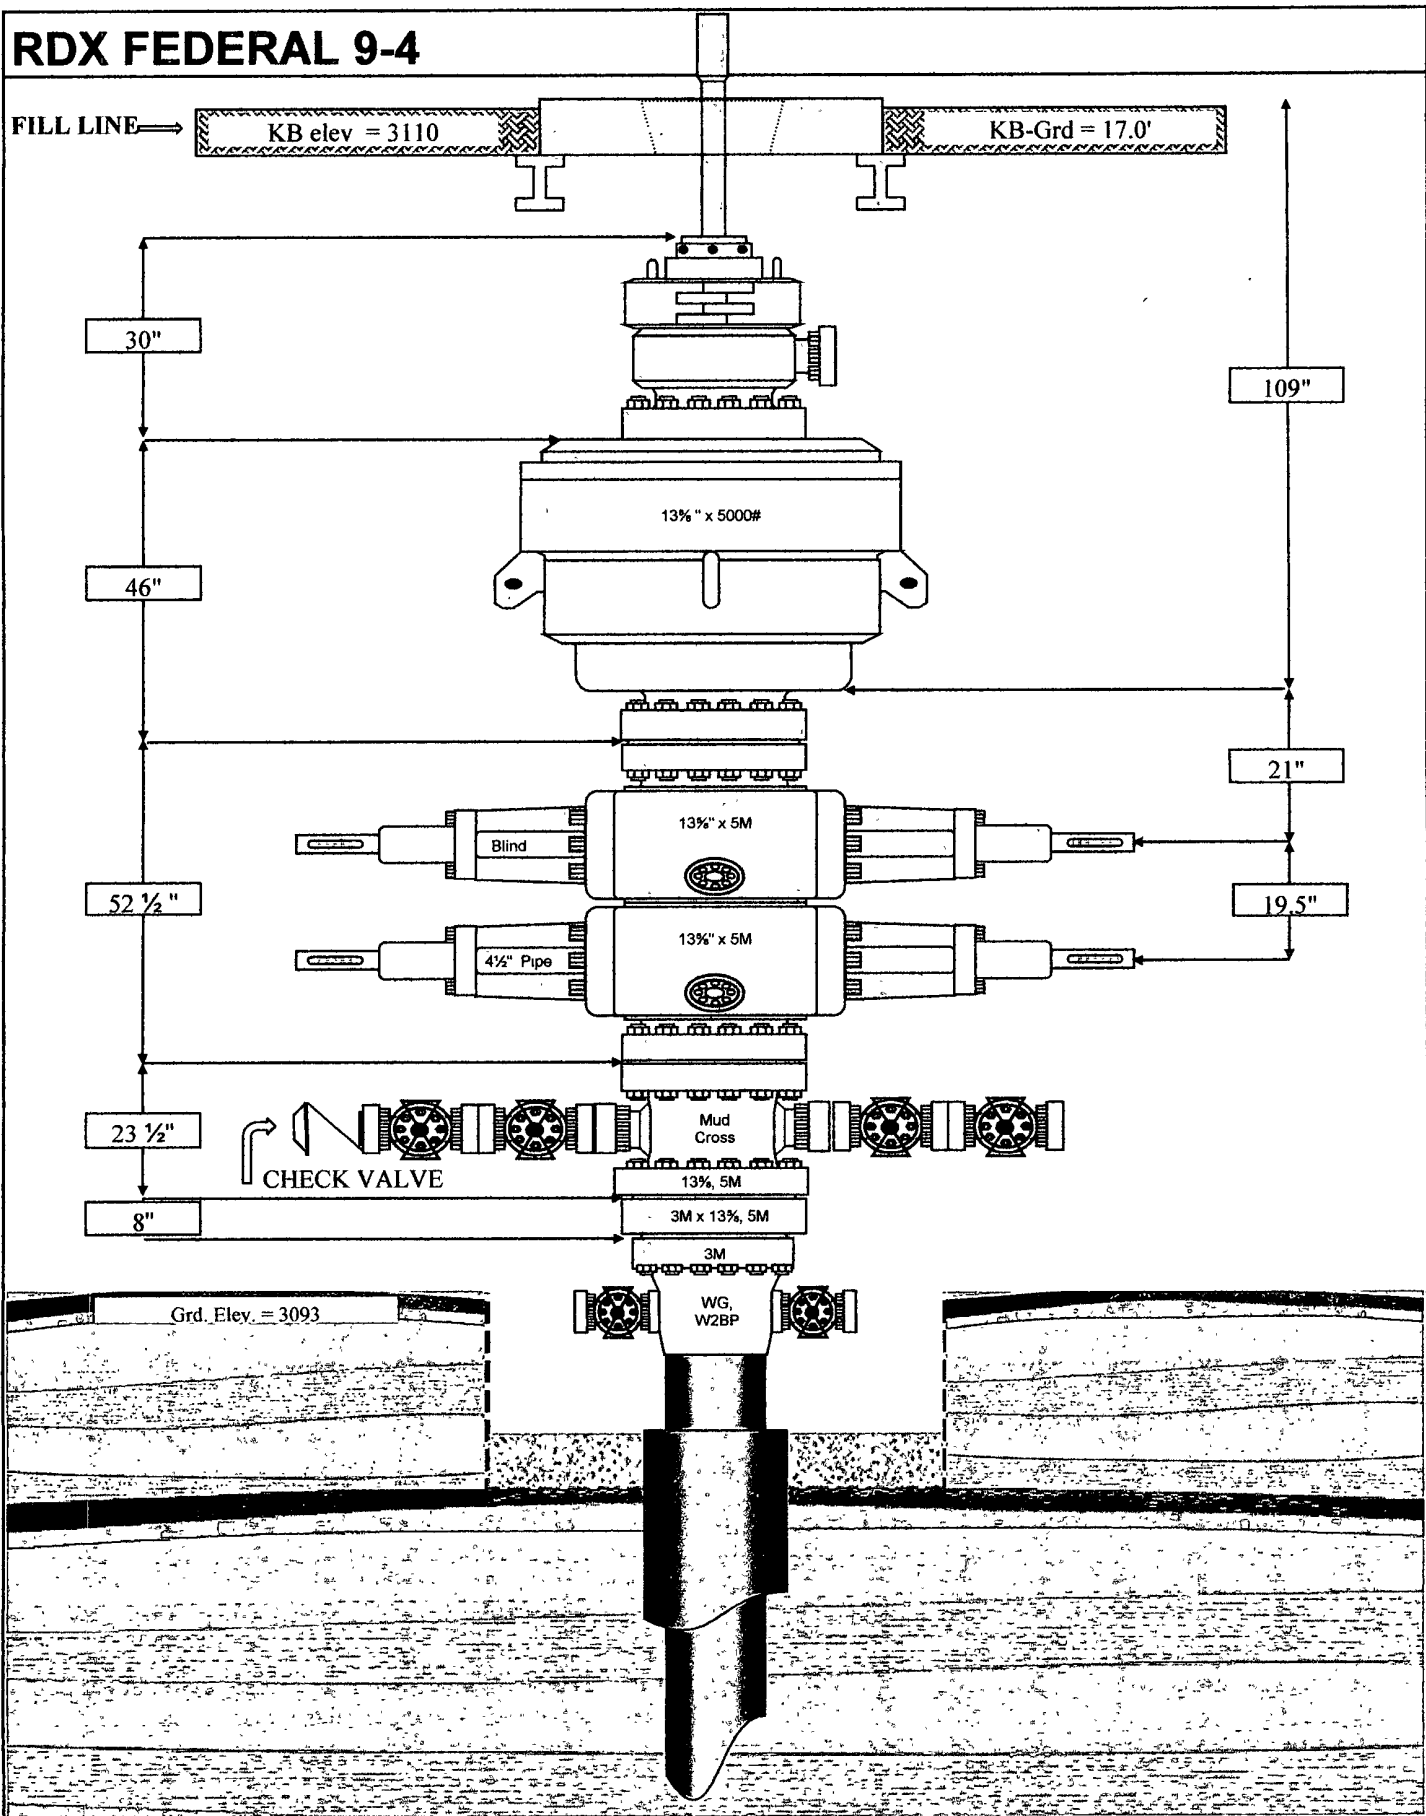 RDX FEDERAL 9-4
FILL LINE
KB elev = 3110
KB-Grd = 17.0'
30"
109"
13⅝ " x 5000#
46"
21"
13⅝" x 5M
Blind
52 ½ "
19.5"
13⅝" x 5M
4½" Pipe
Mud
Cross
23 ½"
CHECK VALVE
13⅝, 5M
8"
3M x 13⅝, 5M
3M
WG,
W2BP
Grd. Elev. = 3093